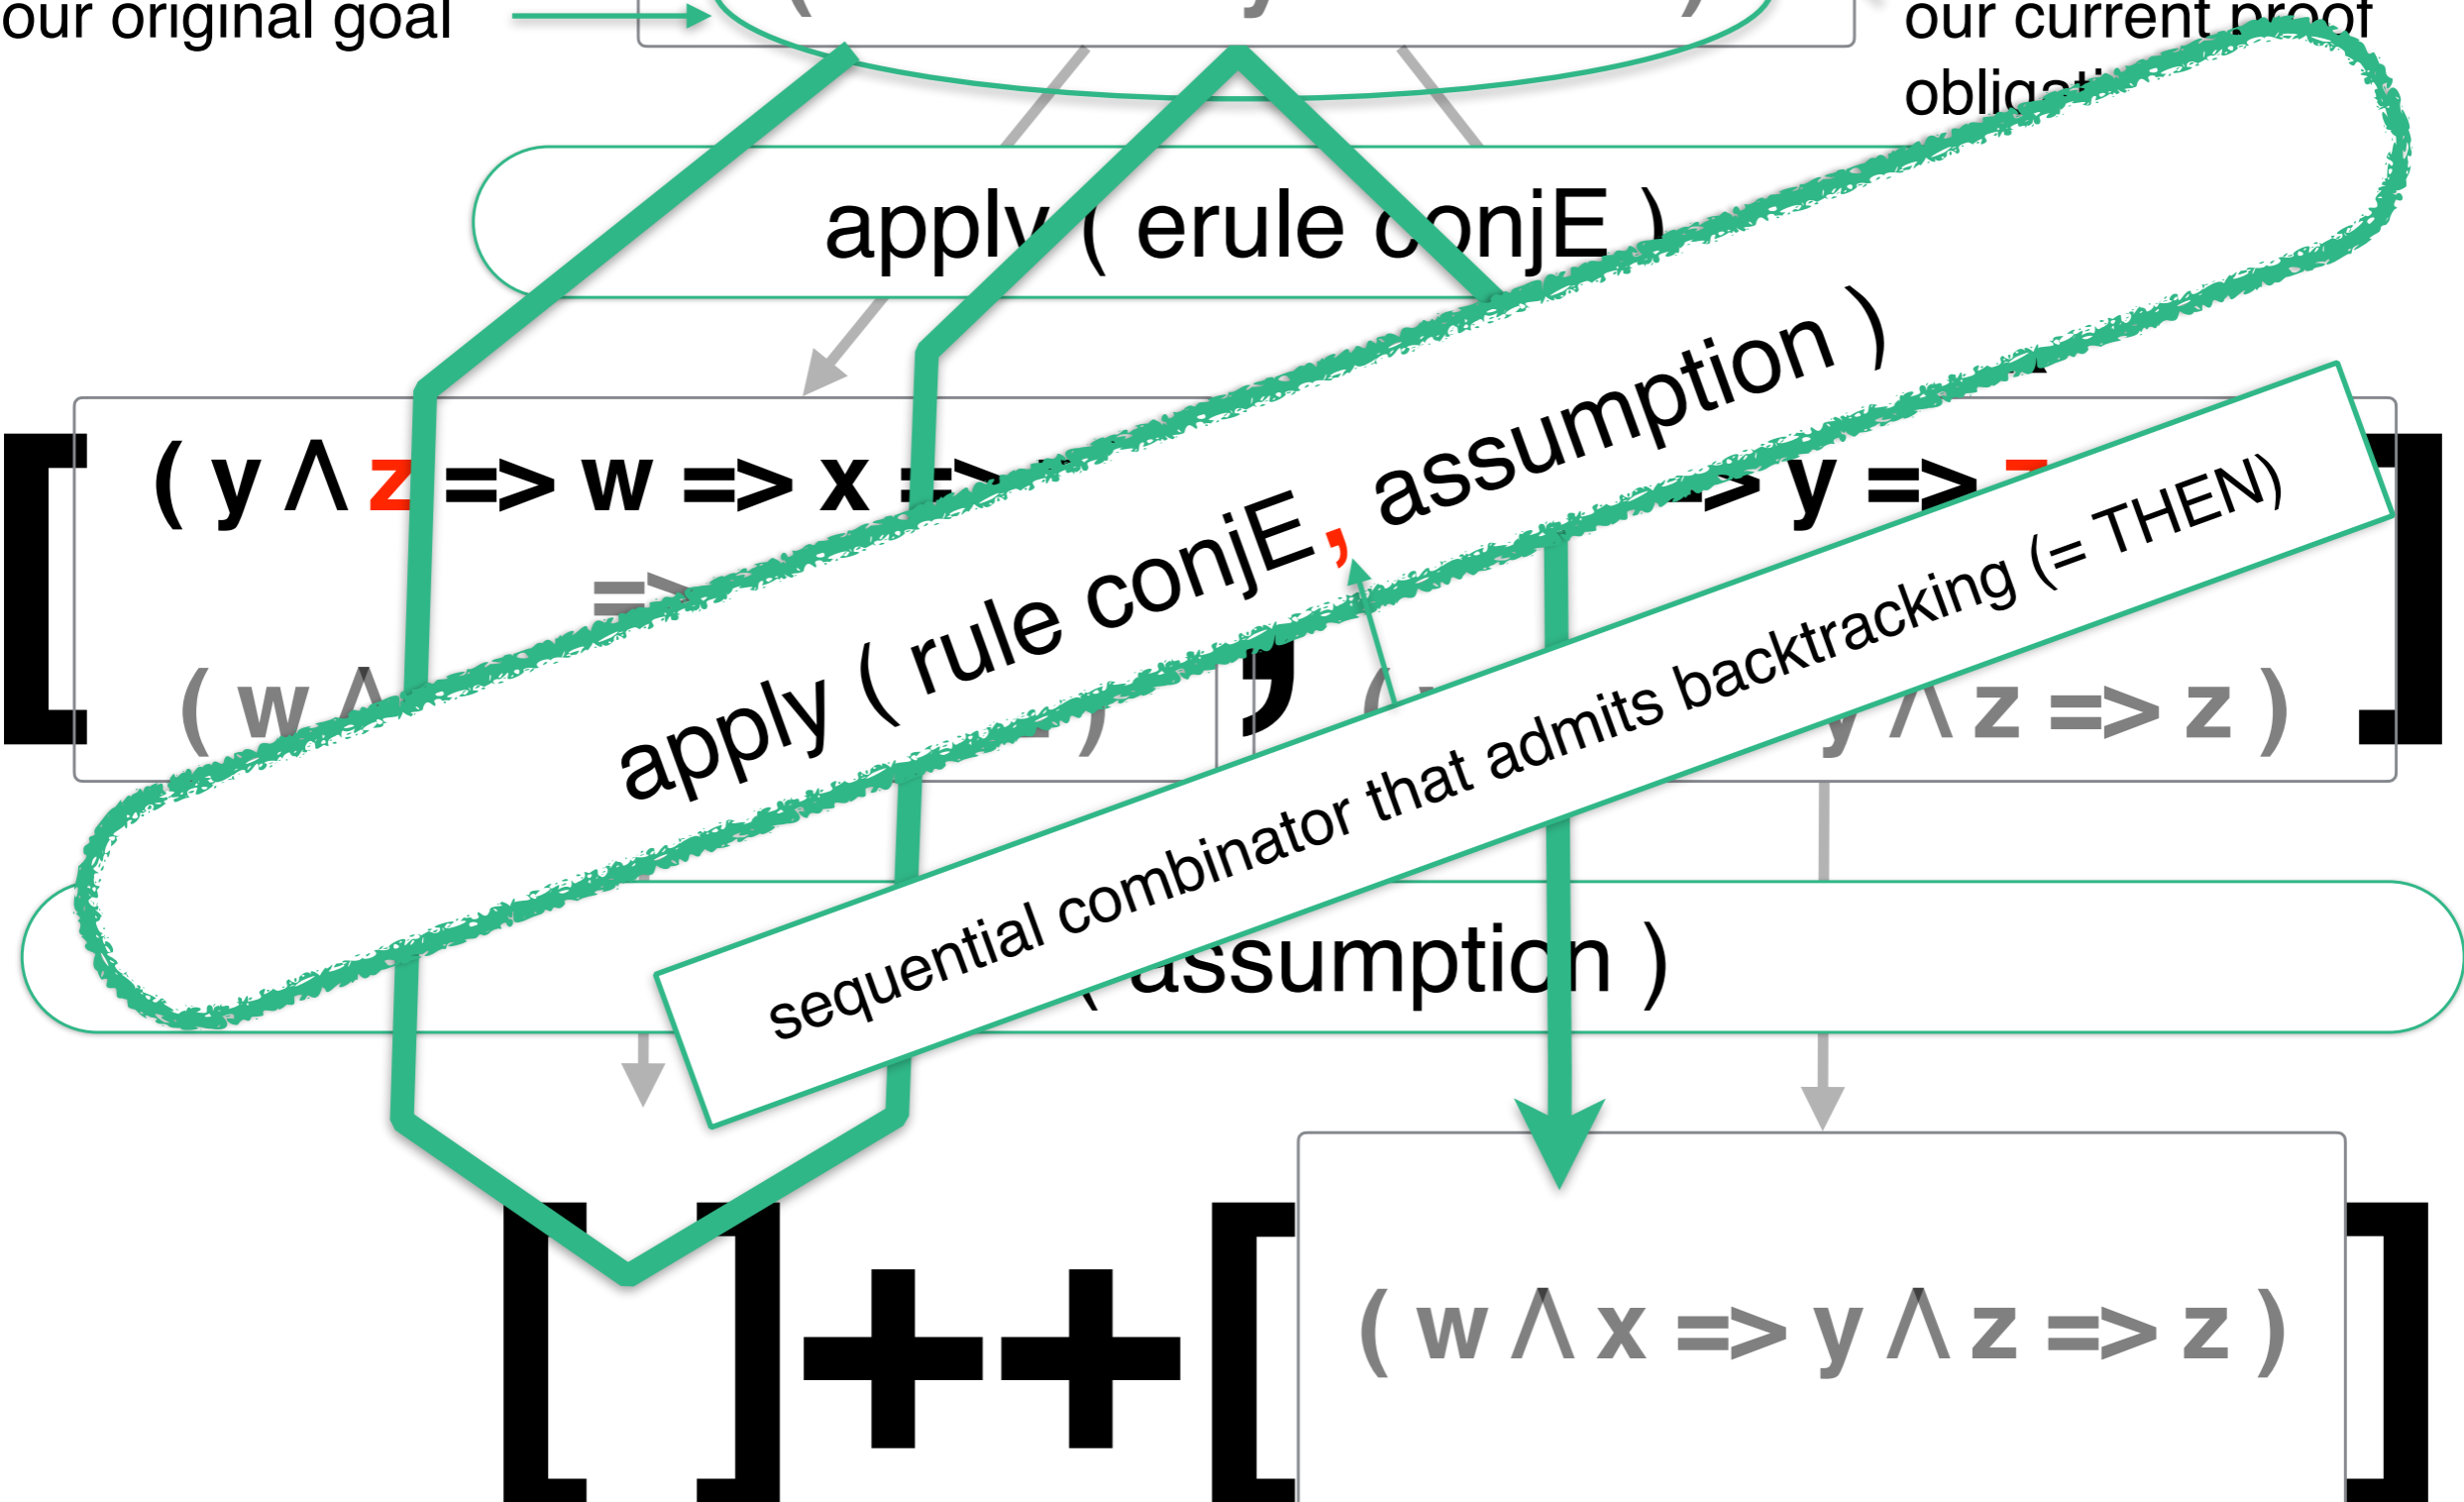 our original goal
our current proof
apply ( erule conjE )
( y ∧ z => w => x =>
=> y =>
apply ( rule conjE, assumption )
=>
( w ∧
y ∧ z => z )
[ , ]
sequential combinator that admits backtracking (= THEN)
assumption )
[ ] ++ [ ( w ∧ x => y ∧ z => z ) ]